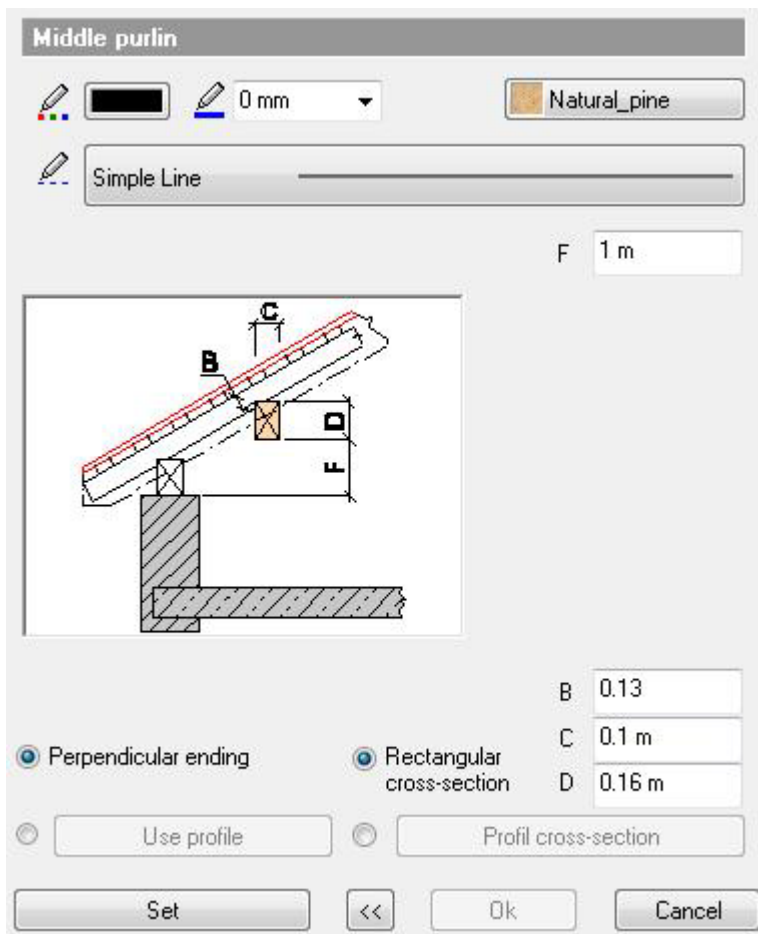 Middle purlin
0 mm
Natural_pine
Simple Line
F 1 m
C
B
D
F
B 0.13
C 0.1 m
Perpendicular ending
Rectangular
cross-section
D 0.16 m
Use profile
Profil cross-section
Set
<<
Ok
Cancel